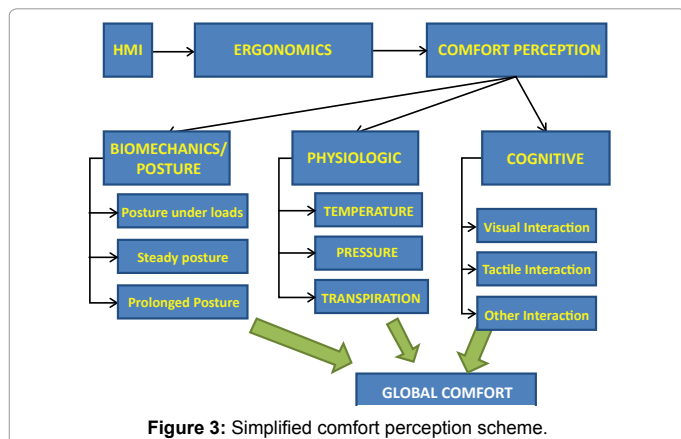 HMI
ERGONOMICS
COMFORT PERCEPTION
BIOMECHANICS/
POSTURE
Posture under loads
Steady posture
Prolonged Posture
PHYSIOLOGIC
TEMPERATURE
PRESSURE
TRANSPIRATION
COGNITIVE
Visual Interaction
Tactile Interaction
Other Interaction
GLOBAL COMFORT
Figure 3: Simplified comfort perception scheme.